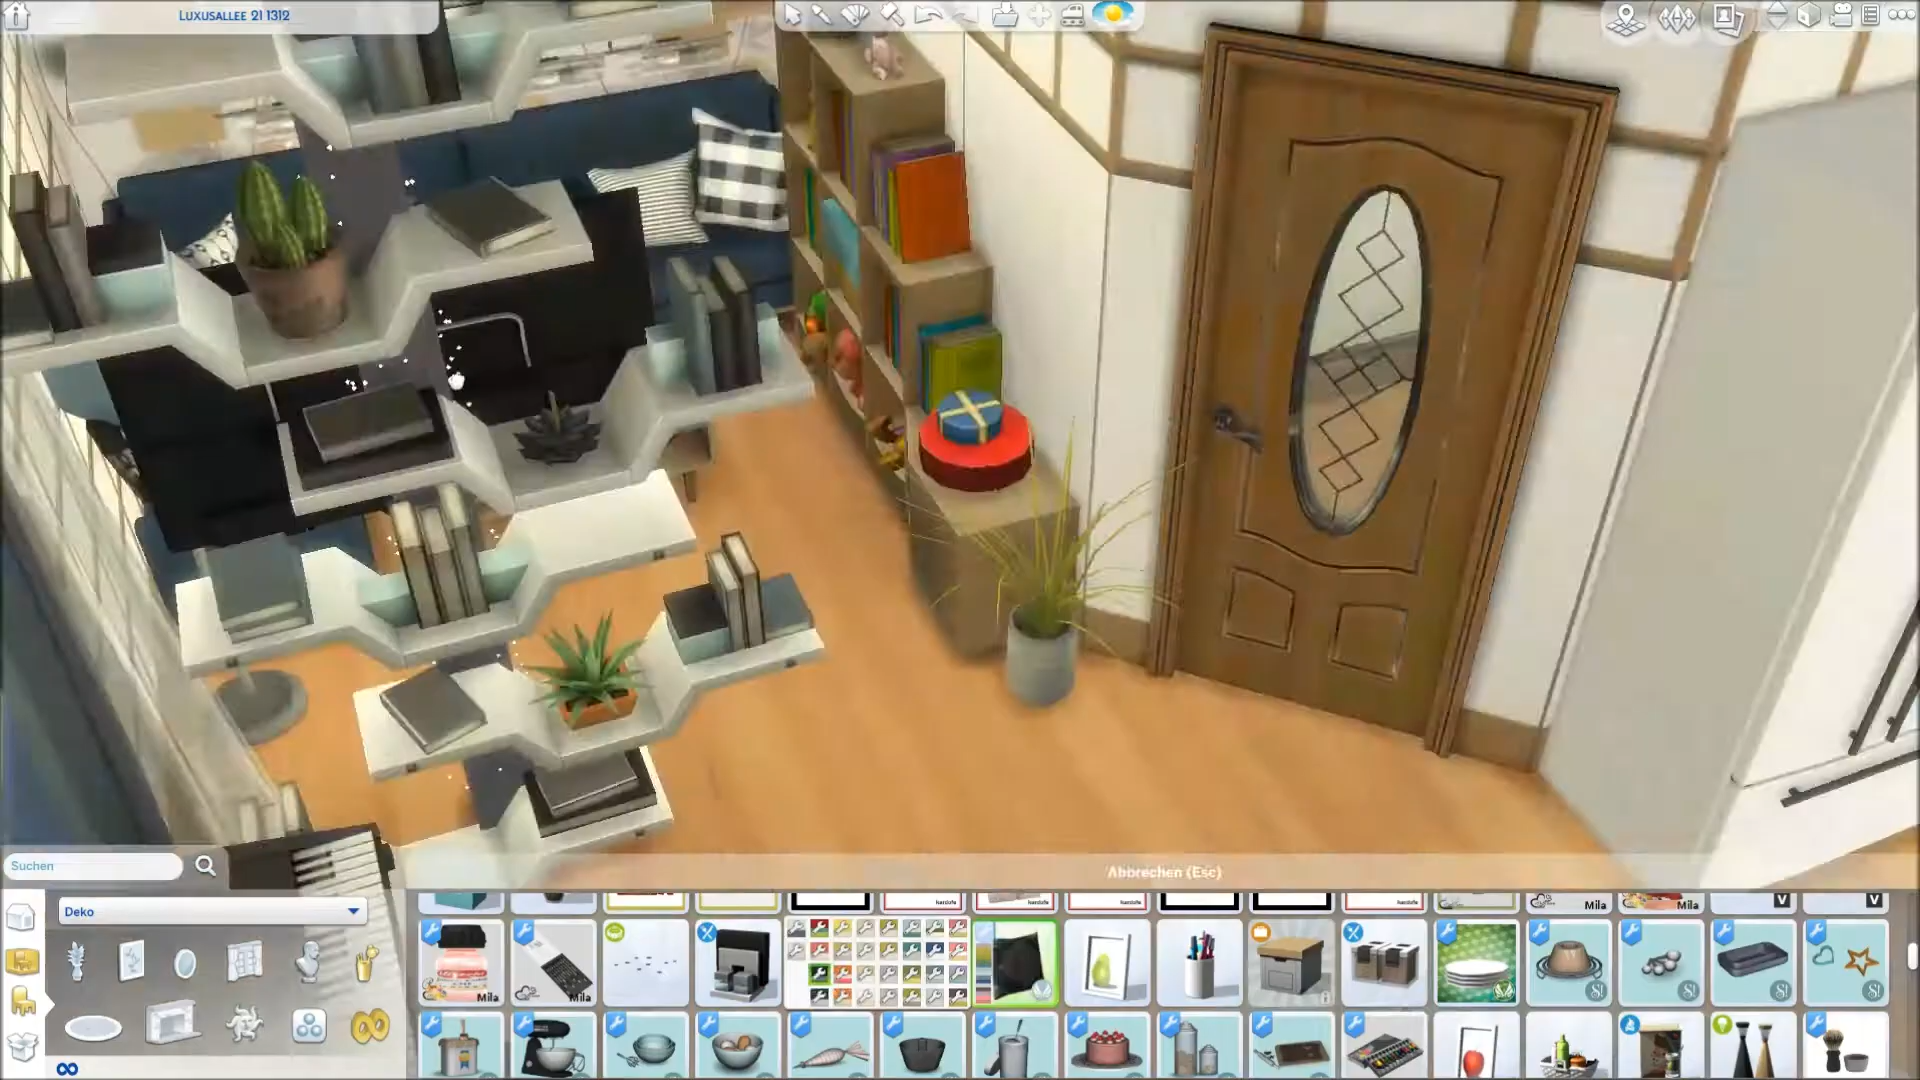 LUXUSALLEE 21 1312
Suchen
Abbrechen (Esc)
Deko
Mila
Mila
V
V
Mila
Mila
S!
S!
S!
S!